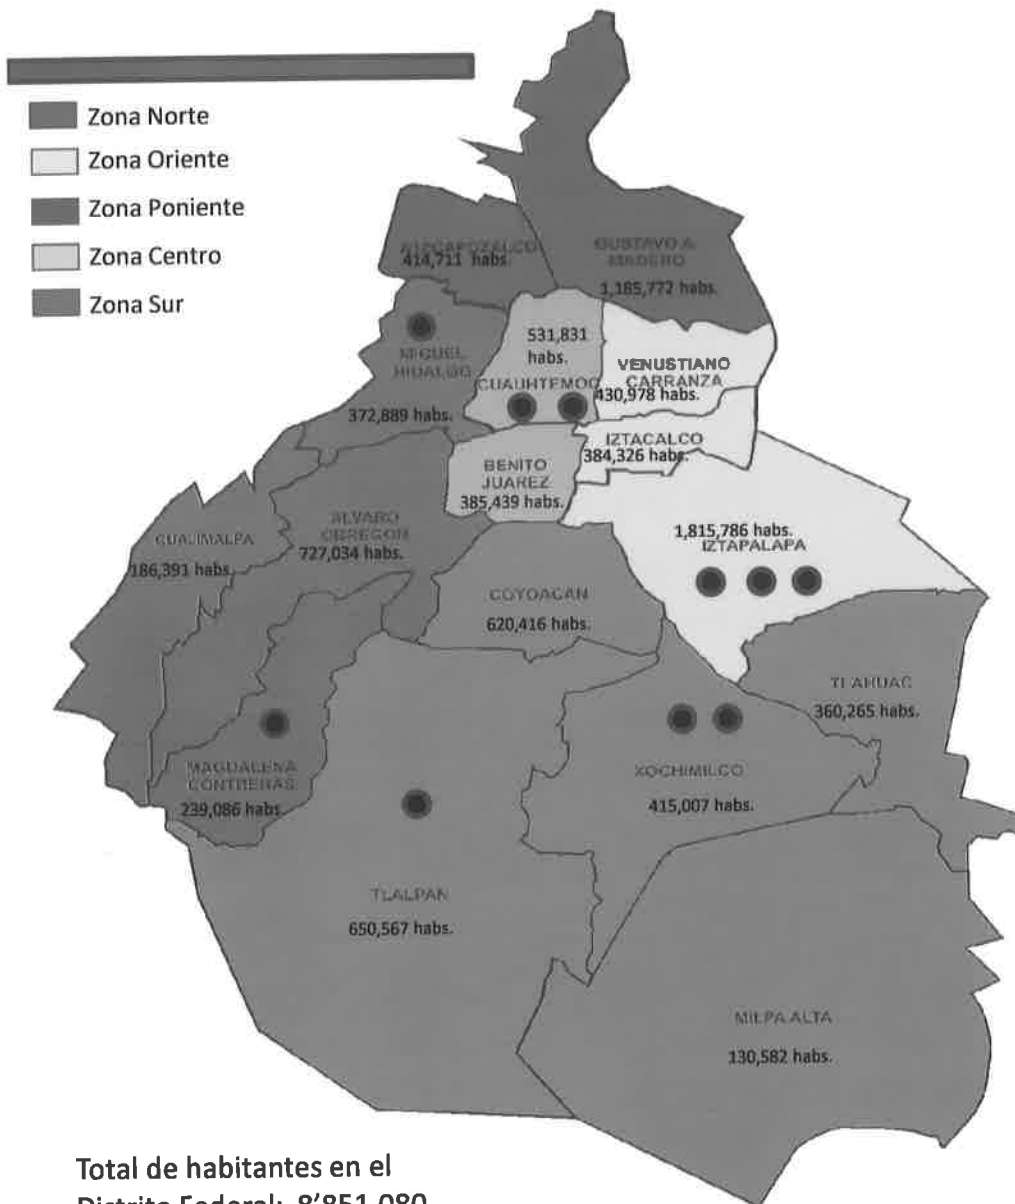 Zona Norte
Zona Oriente
Zona Poniente
Zona Centro
Zona Sur
AZCAPOZALCO
414,711 habs.
GUSTAVO A.
MADERO
1,185,772 habs.
MIGUEL
HIDALGO
372,889 habs.
531,831
habs.
CUAUHTEMOC
VENUSTIANO
CARRANZA
430,978 habs.
IZTACALCO
384,326 habs.
BENITO
JUAREZ
385,439 habs.
CUAJIMALPA
186,391 habs.
ALVARO
OBREGON
727,034 habs.
1,815,786 habs.
IZTAPALAPA
COYOACAN
620,416 habs.
TLAHUAC
360,265 habs.
MAGDALENA
CONTRERAS
239,086 habs.
XOCHIMILCO
415,007 habs.
TLALPAN
650,567 habs.
MILPA ALTA
130,582 habs.
Total de habitantes en el
Distrito Federal: 8'851,080